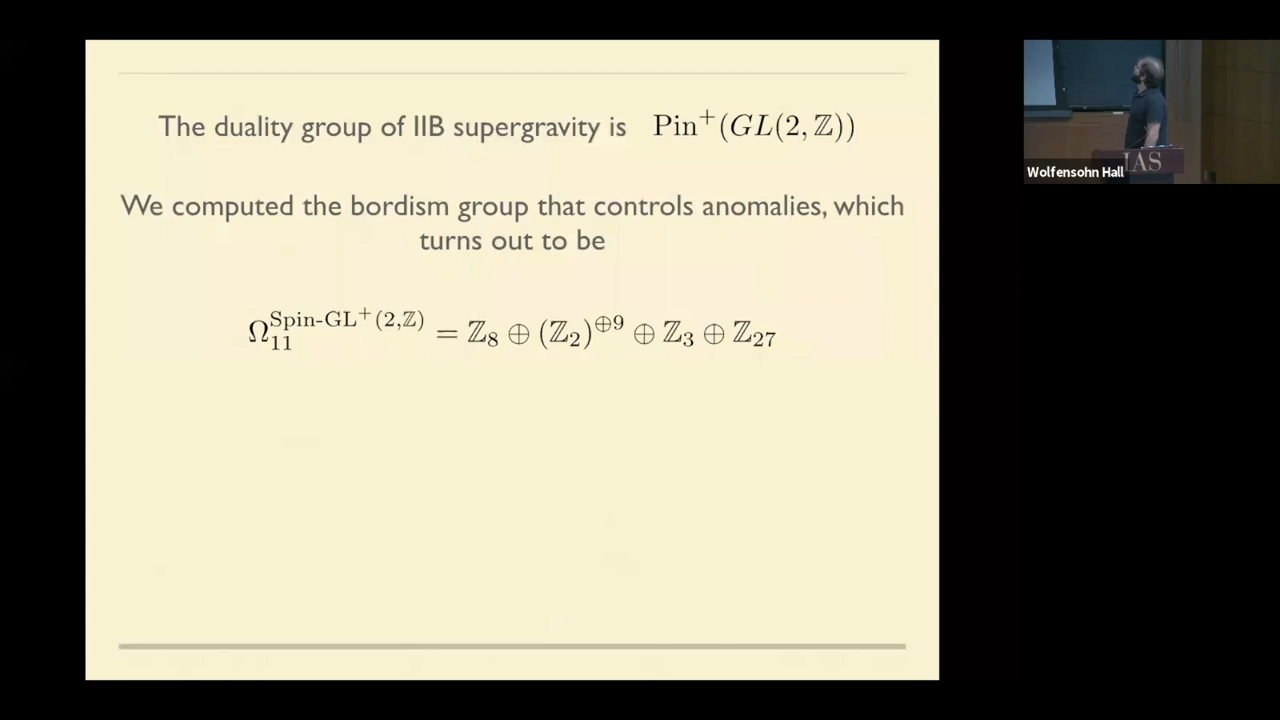 The duality group of IIB supergravity is Pin⁺(GL(2,ℤ))
We computed the bordism group that controls anomalies, which
turns out to be
Ω₁₁^{Spin-GL⁺(2,ℤ)} = ℤ₈ ⊕ (ℤ₂)^{⊕9} ⊕ ℤ₃ ⊕ ℤ₂₇
IAS
Wolfensohn Hall